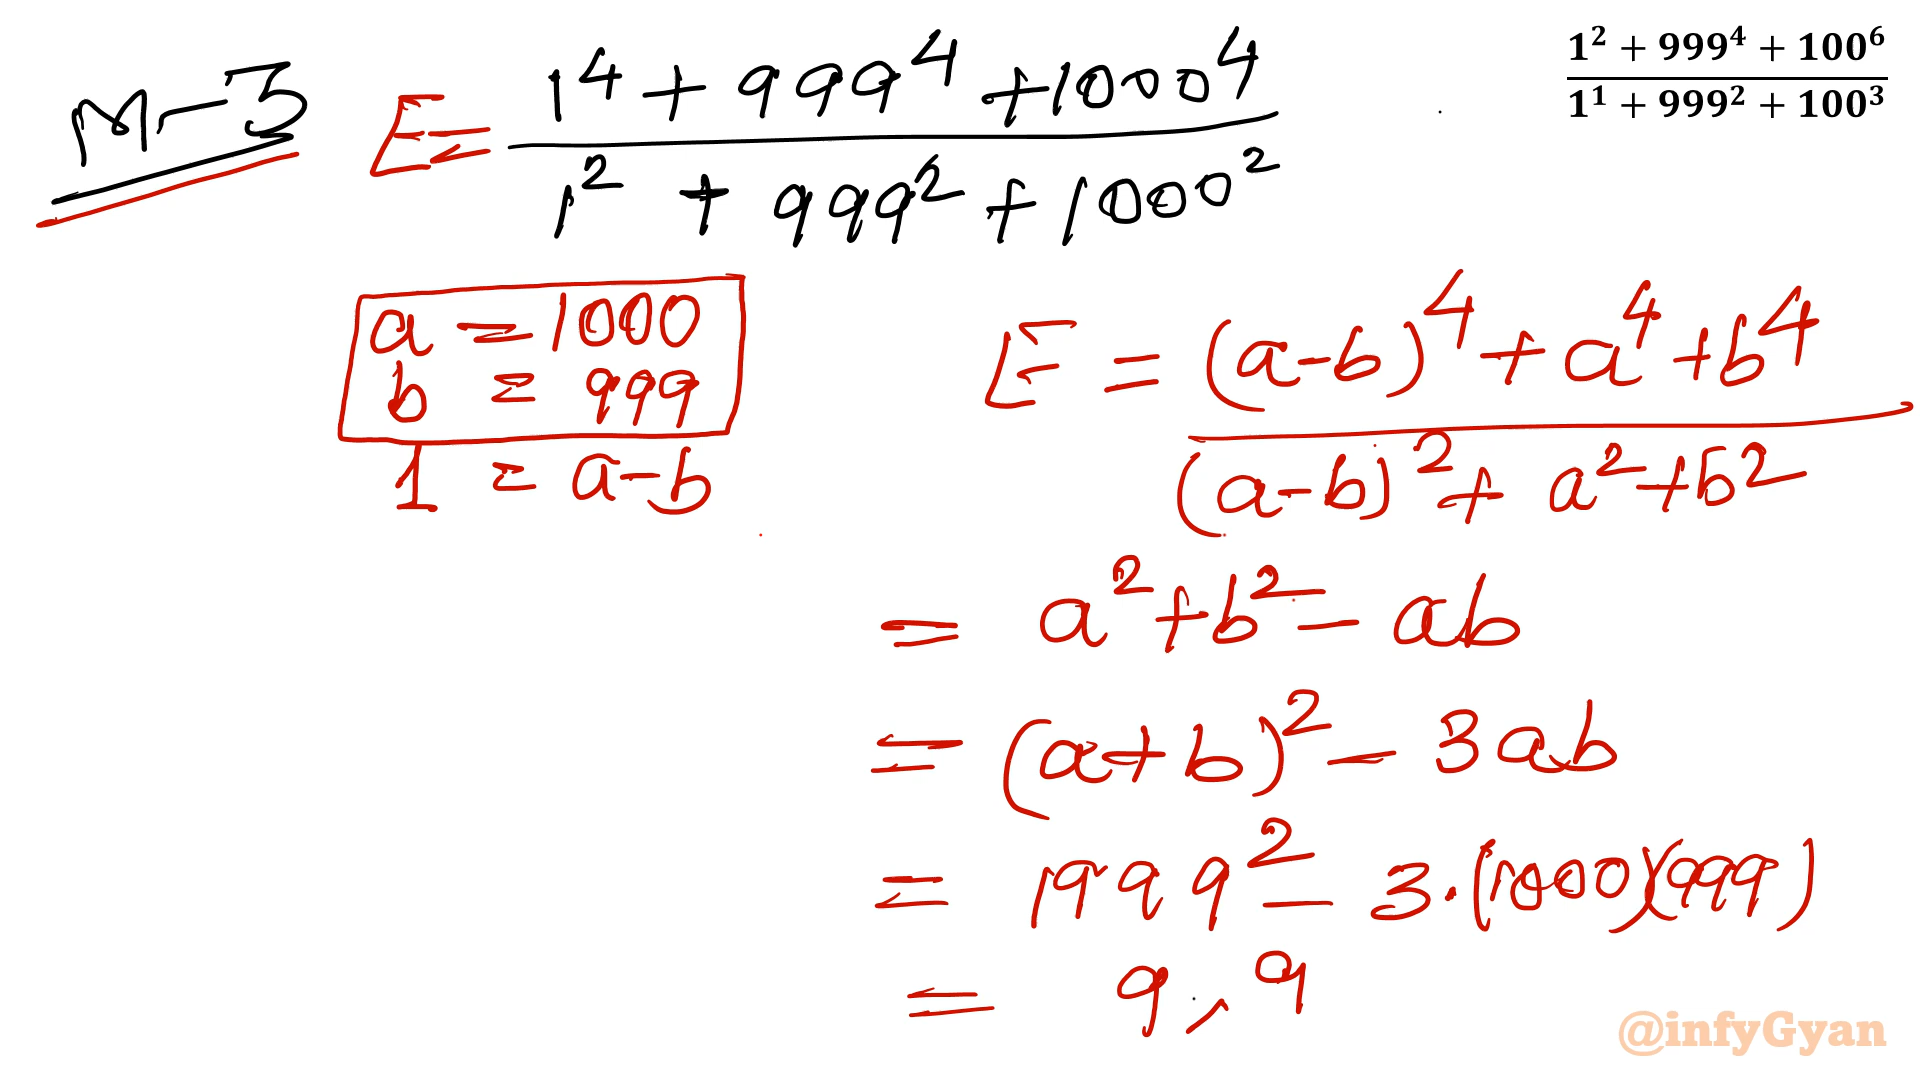 M-3
E = (1⁴ + 999⁴ + 1000⁴) / (1² + 999² + 1000²)
(1² + 999⁴ + 100⁶) / (1¹ + 999² + 100³)
a = 1000
b = 999
1 = a-b
E = ((a-b)⁴ + a⁴ + b⁴) / ((a-b)² + a² + b²)
= a² + b² - ab
= (a+b)² - 3ab
= 1999² - 3.(1000)(999)
= 9,9
@infyGyan